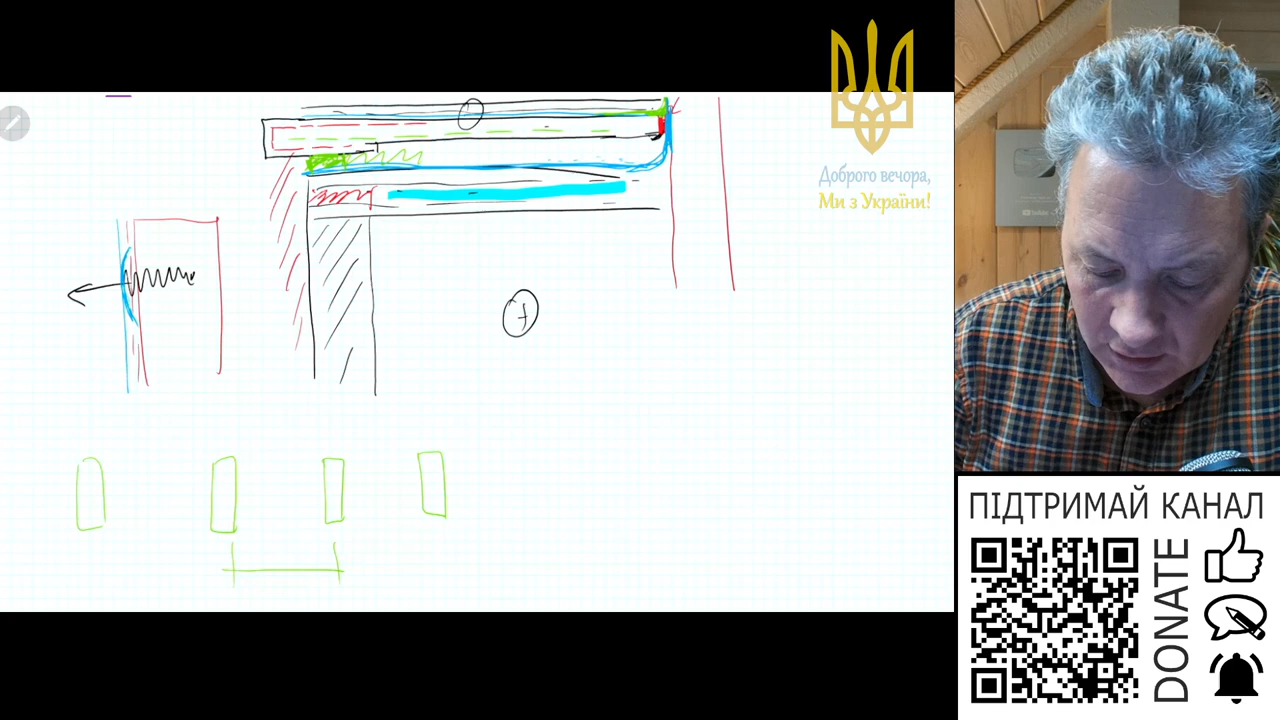 Доброго вечора,
Ми з України!
ПІДТРИМАЙ КАНАЛ
DONATE